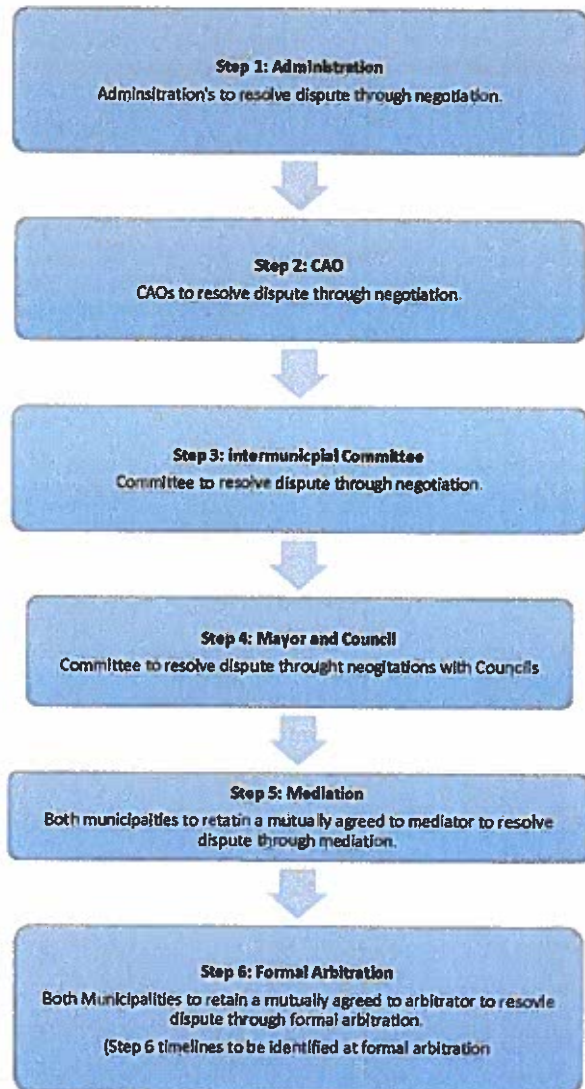 Step 1: Administration
Adminsitration's to resolve dispute through negotiation.
Step 2: CAO
CAOs to resolve dispute through negotiation.
Step 3: Intermunicpial Committee
Committee to resolve dispute through negotiation.
Step 4: Mayor and Council
Committee to resolve dispute throught neogitations with Councils
Step 5: Mediation
Both municipalties to retatin a mutually agreed to mediator to resolve
dispute through mediation.
Step 6: Formal Arbitration
Both Municipalities to retain a mutually agreed to arbitrator to resovle
dispute through formal arbitration.
(Step 6 timelines to be identified at formal arbitration